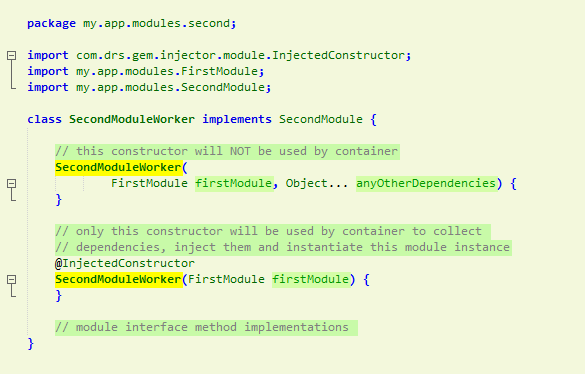 package my.app.modules.second;
import com.drs.gem.injector.module.InjectedConstructor;
import my.app.modules.FirstModule;
import my.app.modules.SecondModule;
class SecondModuleWorker implements SecondModule {
// this constructor will NOT be used by container
SecondModuleWorker(
FirstModule firstModule, Object... anyOtherDependencies) {
}
// only this constructor will be used by container to collect
// dependencies, inject them and instantiate this module instance
@InjectedConstructor
SecondModuleWorker(FirstModule firstModule) {
}
// module interface method implementations
}